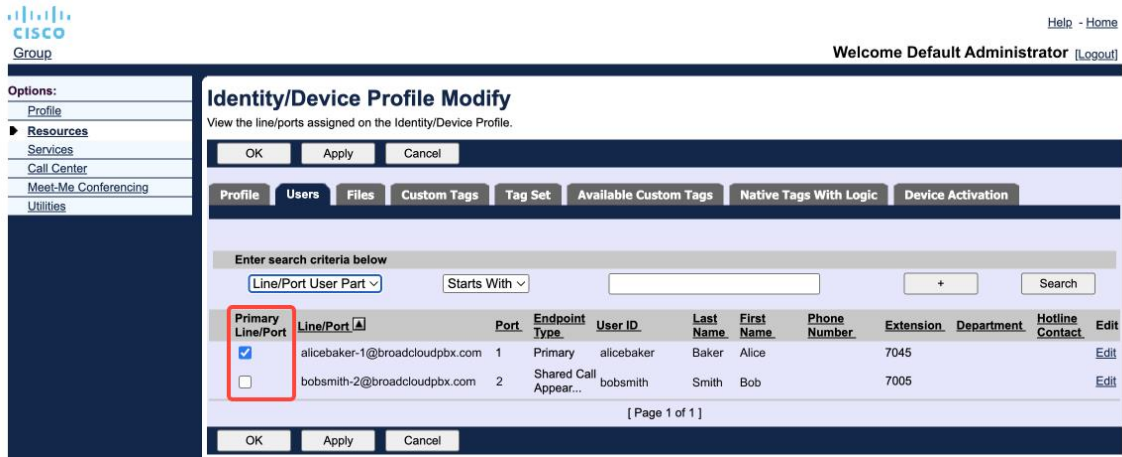 CISCO
Help - Home
Group
Welcome Default Administrator [Logout]
Options:
Profile
Resources
Services
Call Center
Meet-Me Conferencing
Utilities
Identity/Device Profile Modify
View the line/ports assigned on the Identity/Device Profile.
OK Apply Cancel
Profile Users Files Custom Tags Tag Set Available Custom Tags Native Tags With Logic Device Activation
Enter search criteria below
Line/Port User Part Starts With + Search
Primary Line/Port Line/Port Port Endpoint Type User ID Last Name First Name Phone Number Extension Department Hotline Contact Edit
alicebaker-1@broadcloudpbx.com 1 Primary alicebaker Baker Alice 7045 Edit
bobsmith-2@broadcloudpbx.com 2 Shared Call Appear... bobsmith Smith Bob 7005 Edit
[ Page 1 of 1 ]
OK Apply Cancel